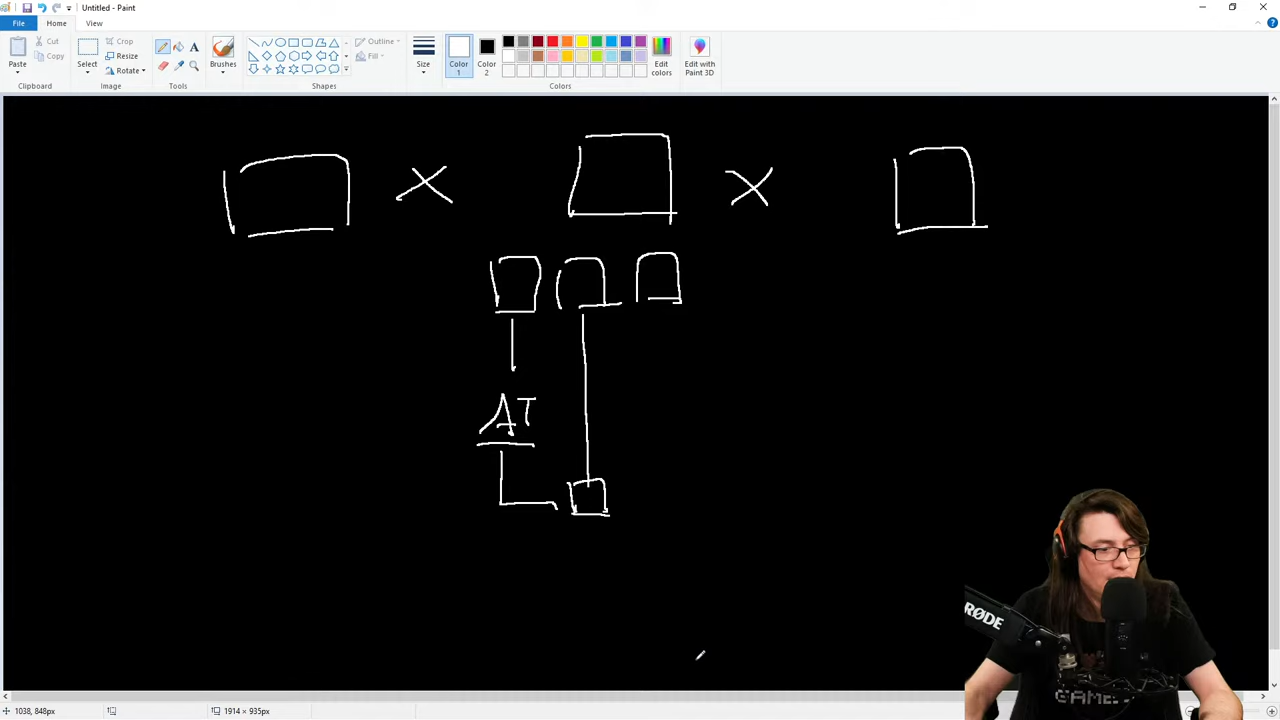 Untitled - Paint
File
Home
View
Paste
Cut
Copy
Clipboard
Select
Crop
Resize
Rotate
Image
Tools
Brushes
Outline
Fill
Shapes
Size
Color 1
Color 2
Edit colors
Colors
Edit with Paint 3D
X
X
AT
RØDE
GAME
1038, 848px
1914 × 935px